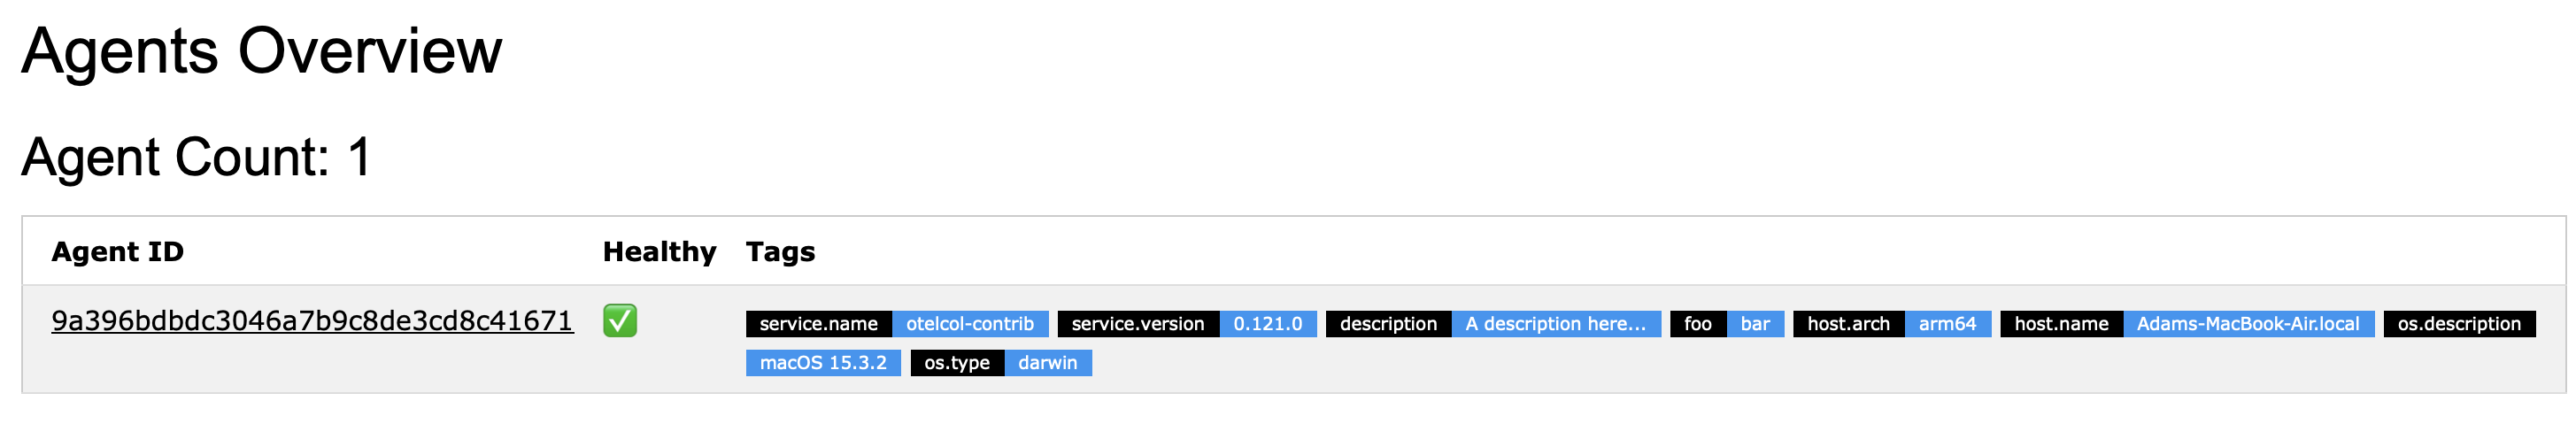 Agents Overview
Agent Count: 1
Agent ID Healthy Tags
9a396bdbdc3046a7b9c8de3cd8c41671 service.name otelcol-contrib service.version 0.121.0 description A description here... foo bar host.arch arm64 host.name Adams-MacBook-Air.local os.description
macOS 15.3.2 os.type darwin